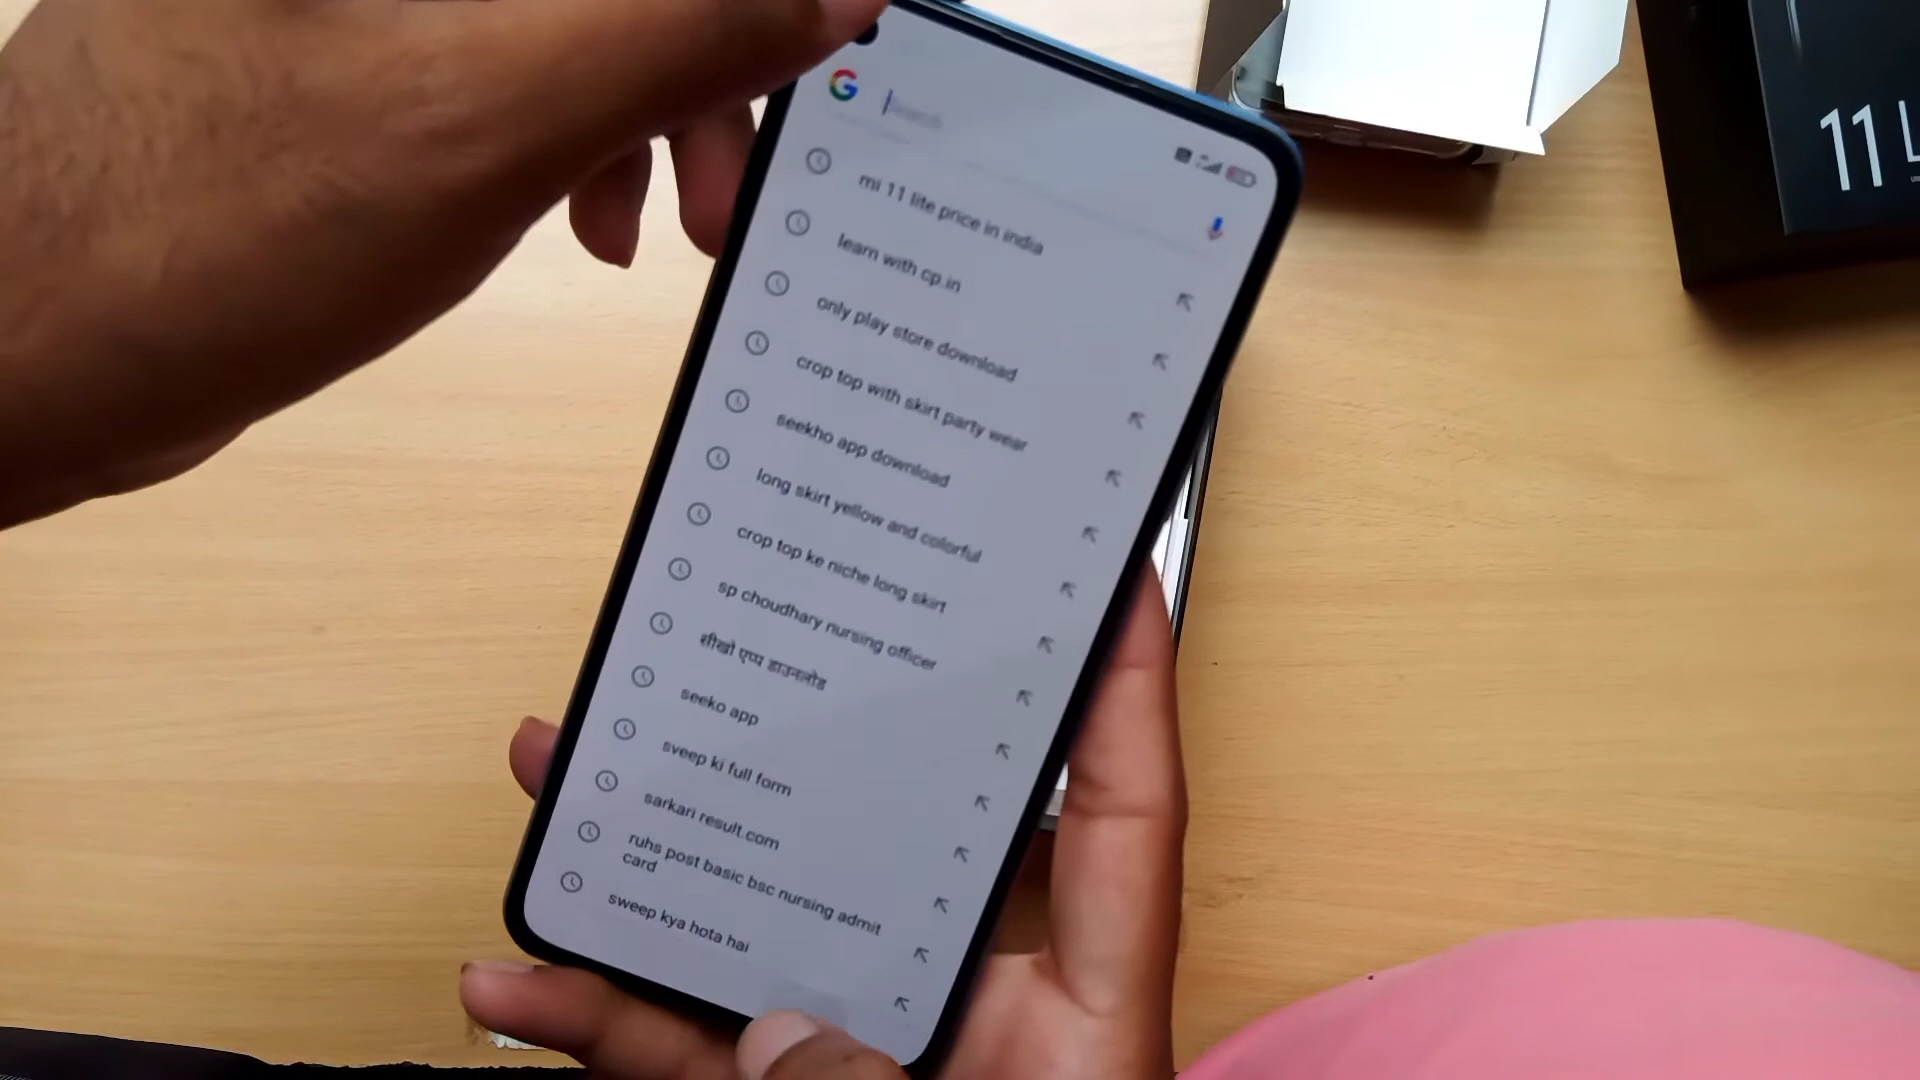 G Search
mi 11 lite price in india
learn with cp.in
only play store download
crop top with skirt party wear
seekho app download
long skirt yellow and colorful
crop top ke niche long skirt
sp choudhary nursing officer
सीखो एप्प डाउनलोड
seeko app
sveep ki full form
sarkari result.com
ruhs post basic bsc nursing admit
card
sweep kya hota hai
11 L